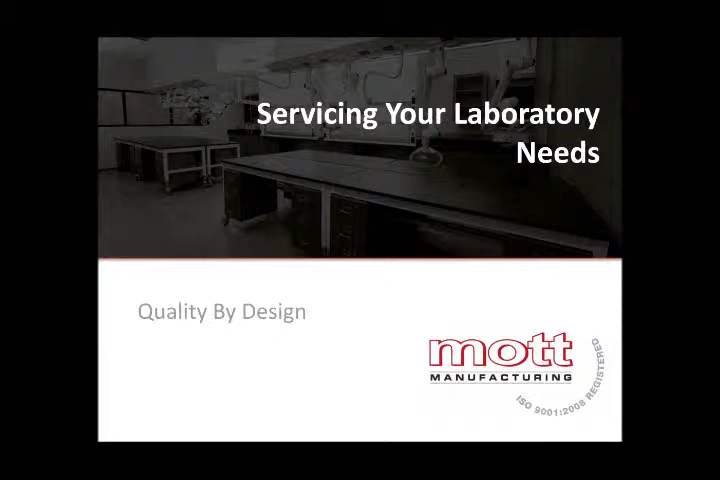 Servicing Your Laboratory
Needs
Quality By Design
mott
MANUFACTURING
ISO 9001:2008 REGISTERED